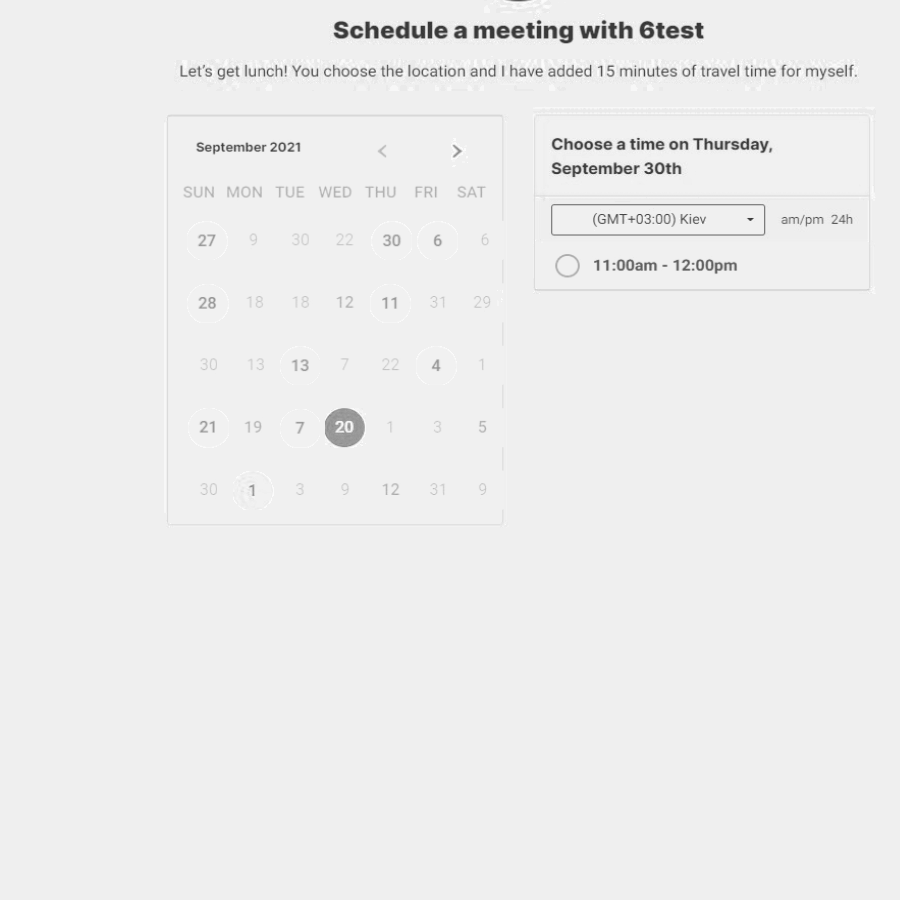 Schedule a meeting with 6test
Let's get lunch! You choose the location and I have added 15 minutes of travel time for myself.
September 2021 < >
SUN MON TUE WED THU FRI SAT
27 9 30 22 30 6 6
28 18 18 12 11 31 29
30 13 13 7 22 4 1
21 19 7 20 1 3 5
30 1 3 9 12 31 9
Choose a time on Thursday,
September 30th
(GMT+03:00) Kiev am/pm 24h
11:00am - 12:00pm